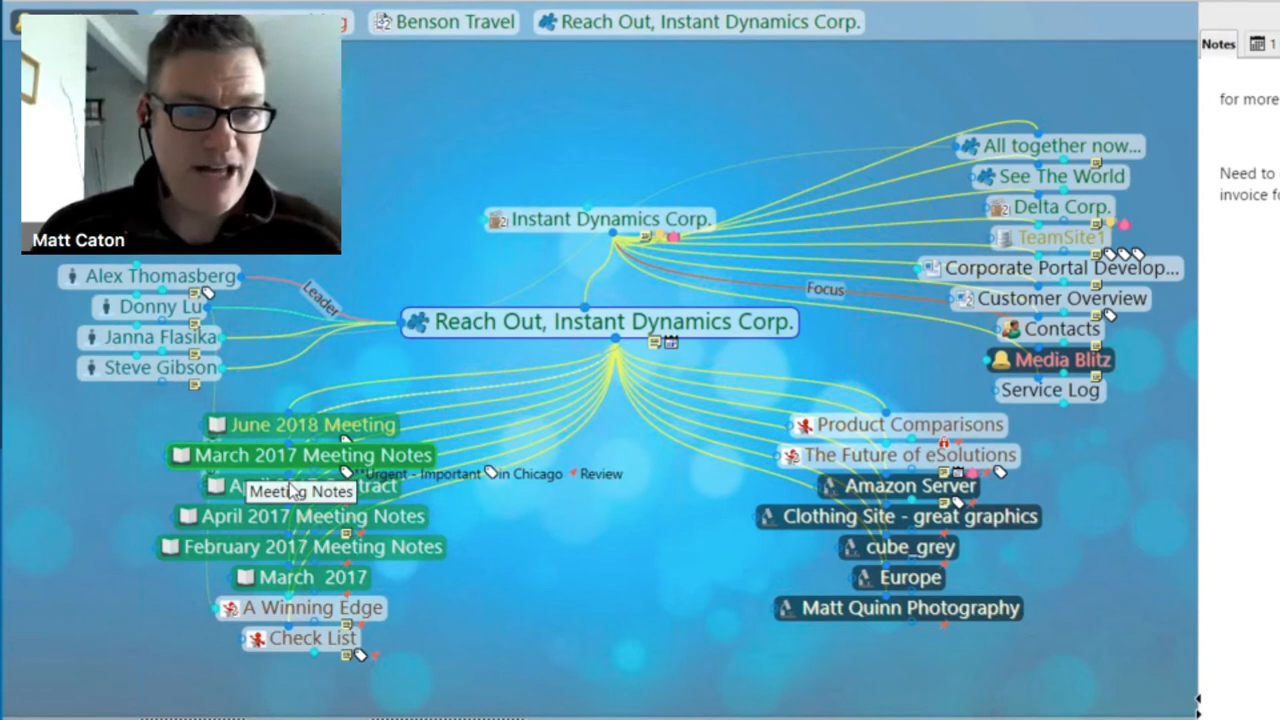 Benson Travel
Reach Out, Instant Dynamics Corp.
Notes
1
for more
Need to
invoice fo
Matt Caton
All together now...
See The World
Delta Corp.
TeamSite1
Corporate Portal Develop...
Customer Overview
Contacts
Media Blitz
Service Log
Instant Dynamics Corp.
Focus
Leader
Alex Thomasberg
Donny Lu
Janna Flasika
Steve Gibson
Reach Out, Instant Dynamics Corp.
June 2018 Meeting
March 2017 Meeting Notes
Urgent - Important in Chicago Review
Meeting Notes
April 2017 Meeting Notes
February 2017 Meeting Notes
March 2017
A Winning Edge
Check List
Product Comparisons
The Future of eSolutions
Amazon Server
Clothing Site - great graphics
cube_grey
Europe
Matt Quinn Photography